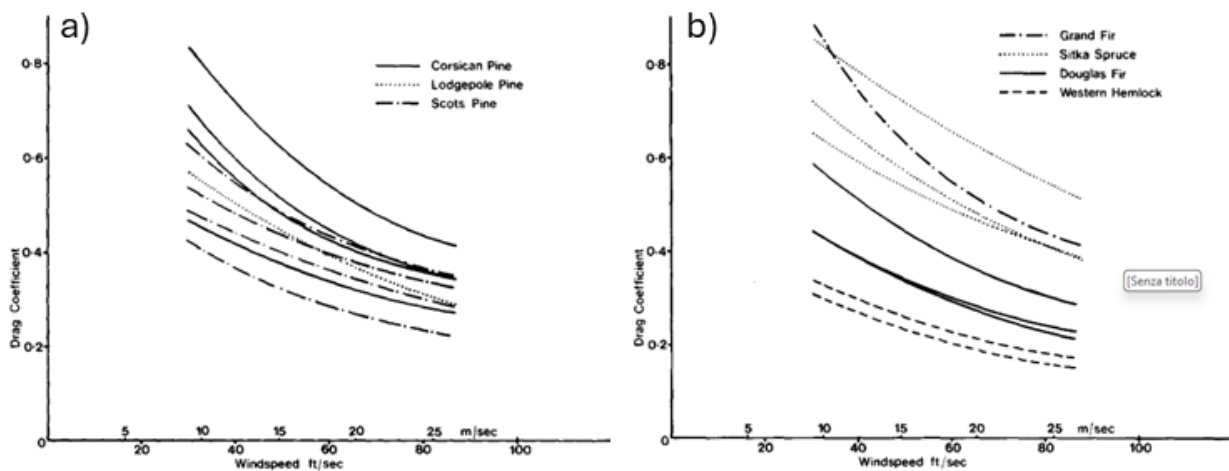 a)
Corsican Pine
Lodgepole Pine
Scots Pine
Drag Coefficient
0·8
0·6
0·4
0·2
0
5 10 15 20 25 m/sec
20 40 60 80 100
Windspeed ft/sec
b)
Grand Fir
Sitka Spruce
Douglas Fir
Western Hemlock
Drag Coefficient
0·8
0·6
0·4
0·2
0
5 10 15 20 25 m/sec
20 40 60 80 100
Windspeed ft/sec
[Senza titolo]